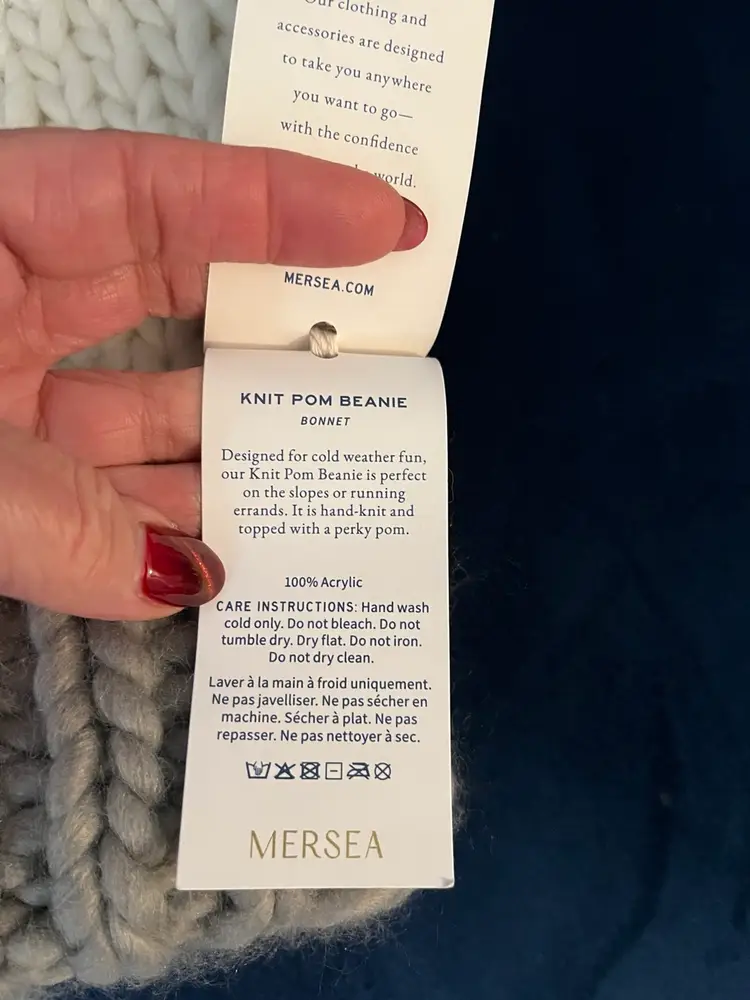 Our clothing and
accessories are designed
to take you anywhere
you want to go—
with the confidence
world.
MERSEA.COM
KNIT POM BEANIE
BONNET
Designed for cold weather fun,
our Knit Pom Beanie is perfect
on the slopes or running
errands. It is hand-knit and
topped with a perky pom.
100% Acrylic
CARE INSTRUCTIONS: Hand wash
cold only. Do not bleach. Do not
tumble dry. Dry flat. Do not iron.
Do not dry clean.
Laver à la main à froid uniquement.
Ne pas javelliser. Ne pas sécher en
machine. Sécher à plat. Ne pas
repasser. Ne pas nettoyer à sec.
MERSEA